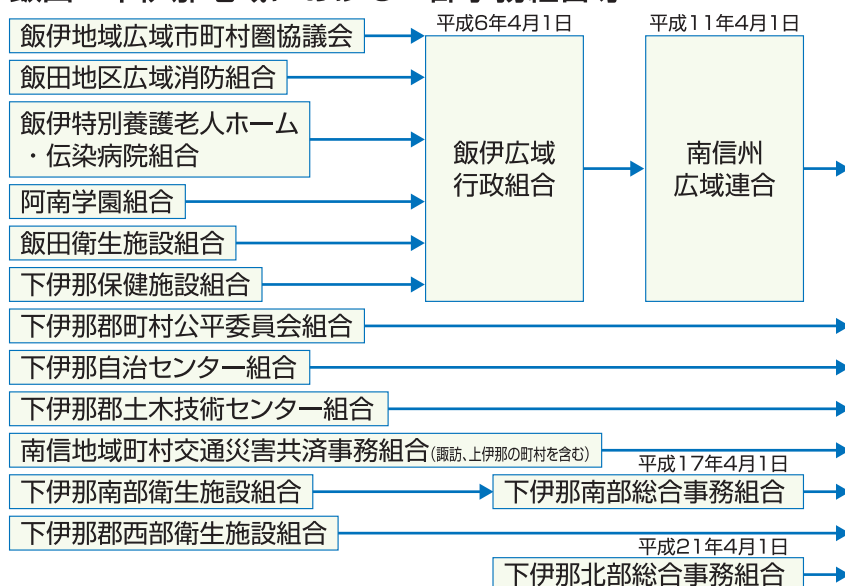 平成6年4月1日
平成11年4月1日
飯伊地域広域市町村圏協議会
飯田地区広域消防組合
飯伊特別養護老人ホーム
・伝染病院組合
阿南学園組合
飯田衛生施設組合
下伊那保健施設組合
飯伊広域
行政組合
南信州
広域連合
下伊那郡町村公平委員会組合
下伊那自治センター組合
下伊那郡土木技術センター組合
南信地域町村交通災害共済事務組合(諏訪、上伊那の町村を含む)
平成17年4月1日
下伊那南部衛生施設組合
下伊那南部総合事務組合
下伊那郡西部衛生施設組合
平成21年4月1日
下伊那北部総合事務組合